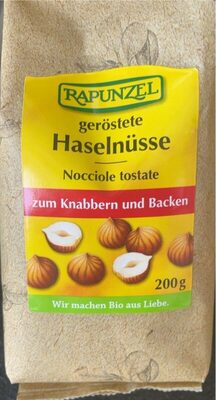 RAPUNZEL
geröstete
Haselnüsse
Nocciole tostate
zum Knabbern und Backen
200g
Wir machen Bio aus Liebe.